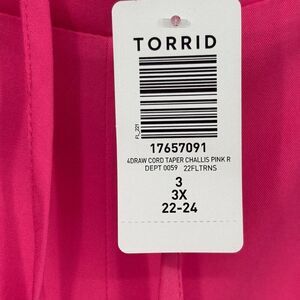 TORRID
PL_221
17657091
4DRAW CORD TAPER CHALLIS PINK R
DEPT 0059 22FLTRNS
3
3X
22-24